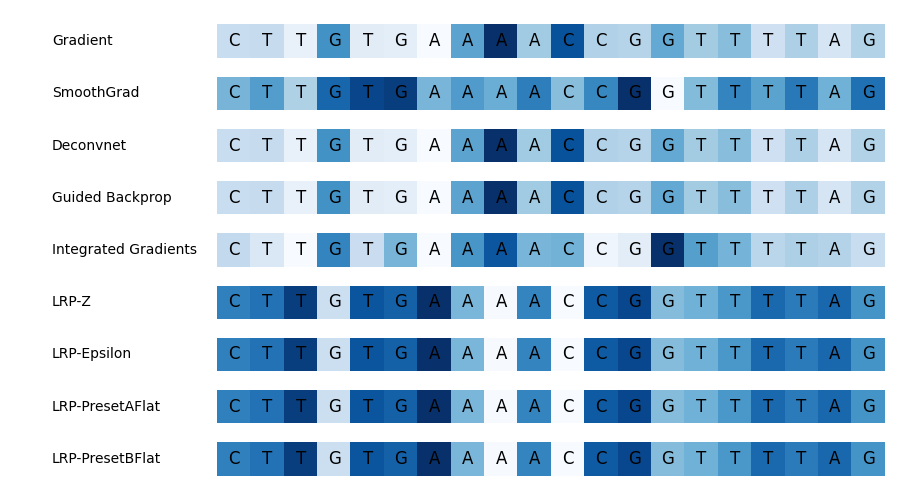 Gradient C T T G T G A A A A C C G G T T T T A G
SmoothGrad C T T G T G A A A A C C G G T T T T A G
Deconvnet C T T G T G A A A A C C G G T T T T A G
Guided Backprop C T T G T G A A A A C C G G T T T T A G
Integrated Gradients C T T G T G A A A A C C G G T T T T A G
LRP-Z C T T G T G A A A A C C G G T T T T A G
LRP-Epsilon C T T G T G A A A A C C G G T T T T A G
LRP-PresetAFlat C T T G T G A A A A C C G G T T T T A G
LRP-PresetBFlat C T T G T G A A A A C C G G T T T T A G